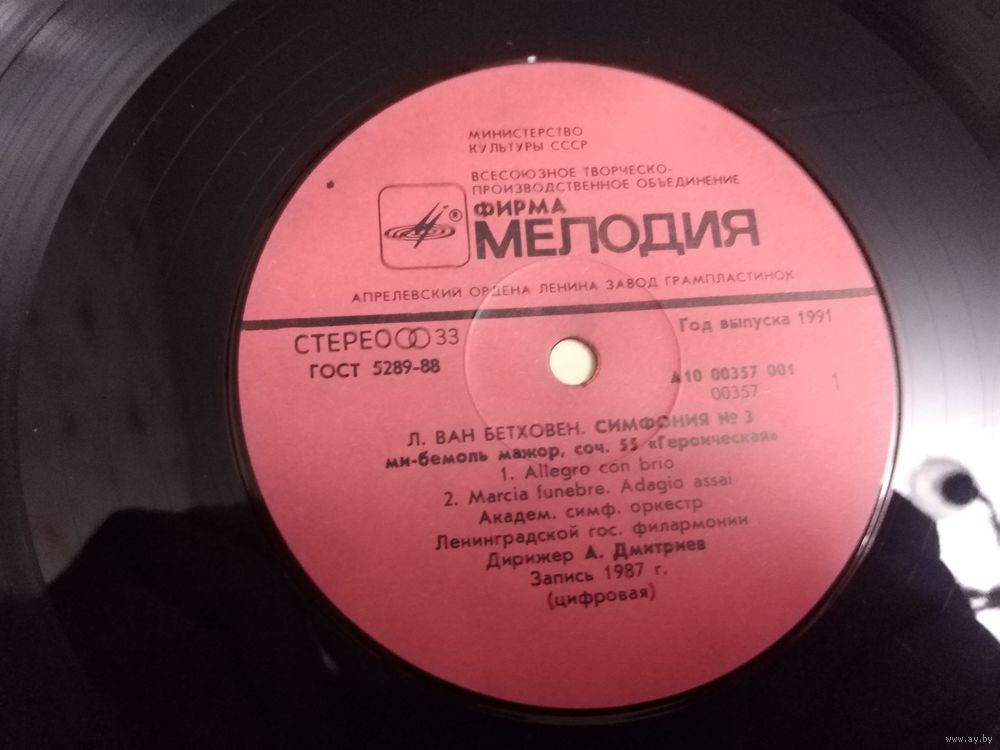 МИНИСТЕРСТВО
КУЛЬТУРЫ СССР
ВСЕСОЮЗНОЕ ТВОРЧЕСКО-
ПРОИЗВОДСТВЕННОЕ ОБЪЕДИНЕНИЕ
®
ФИРМА
МЕЛОДИЯ
АПРЕЛЕВСКИЙ ОРДЕНА ЛЕНИНА ЗАВОД ГРАМПЛАСТИНОК
СТЕРЕО 33
Год выпуска 1991
ГОСТ 5289-88
А10 00357 001
00357
1
Л. ВАН БЕТХОВЕН. СИМФОНИЯ № 3
ми-бемоль мажор, соч. 55 «Героическая»
1. Allegro con brio
2. Marcia funebre. Adagio assai
Академ. симф. оркестр
Ленинградской гос. филармонии
Дирижер А. Дмитриев
Запись 1987 г.
(цифровая)
www.ay.by